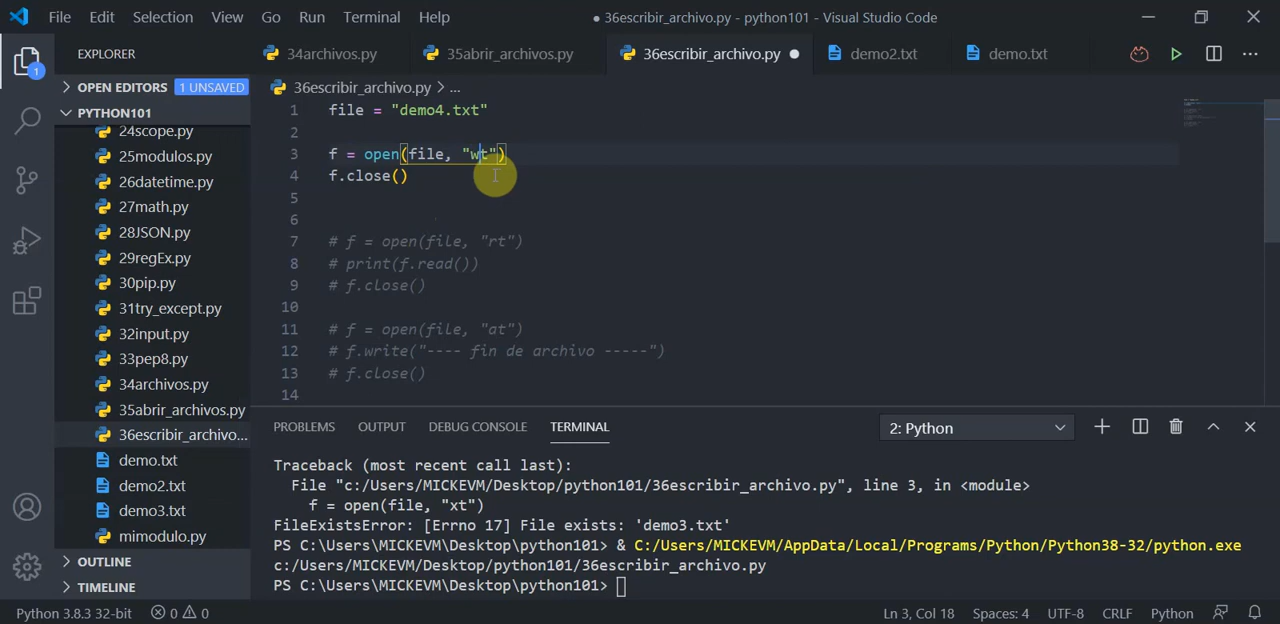 File Edit Selection View Go Run Terminal Help
● 36escribir_archivo.py - python101 - Visual Studio Code
EXPLORER
34archivos.py
35abrir_archivos.py
36escribir_archivo.py
demo2.txt
demo.txt
1
OPEN EDITORS 1 UNSAVED
PYTHON101
24scope.py
25modulos.py
26datetime.py
27math.py
28JSON.py
29regEx.py
30pip.py
31try_except.py
32input.py
33pep8.py
34archivos.py
35abrir_archivos.py
36escribir_archivo...
demo.txt
demo2.txt
demo3.txt
mimodulo.py
OUTLINE
TIMELINE
36escribir_archivo.py > ...
1 file = "demo4.txt"
2
3 f = open(file, "wt")
4 f.close()
5
6
7 # f = open(file, "rt")
8 # print(f.read())
9 # f.close()
10
11 # f = open(file, "at")
12 # f.write("---- fin de archivo -----")
13 # f.close()
14
PROBLEMS OUTPUT DEBUG CONSOLE TERMINAL
2: Python
Traceback (most recent call last):
File "c:/Users/MICKEVM/Desktop/python101/36escribir_archivo.py", line 3, in <module>
f = open(file, "xt")
FileExistsError: [Errno 17] File exists: 'demo3.txt'
PS C:\Users\MICKEVM\Desktop\python101> & C:/Users/MICKEVM/AppData/Local/Programs/Python/Python38-32/python.exe
c:/Users/MICKEVM/Desktop/python101/36escribir_archivo.py
PS C:\Users\MICKEVM\Desktop\python101>
Python 3.8.3 32-bit 0 0
Ln 3, Col 18 Spaces: 4 UTF-8 CRLF Python